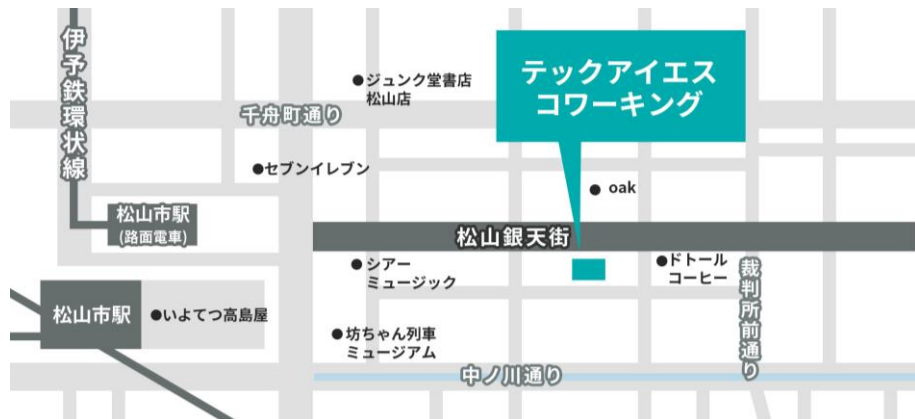 伊予鉄環状線
ジュンク堂書店
松山店
テックアイエス
コワーキング
千舟町通り
セブンイレブン
oak
松山市駅
(路面電車)
松山銀天街
シアー
ミュージック
ドトール
コーヒー
裁判所前通り
松山市駅
いよてつ高島屋
坊ちゃん列車
ミュージアム
中ノ川通り